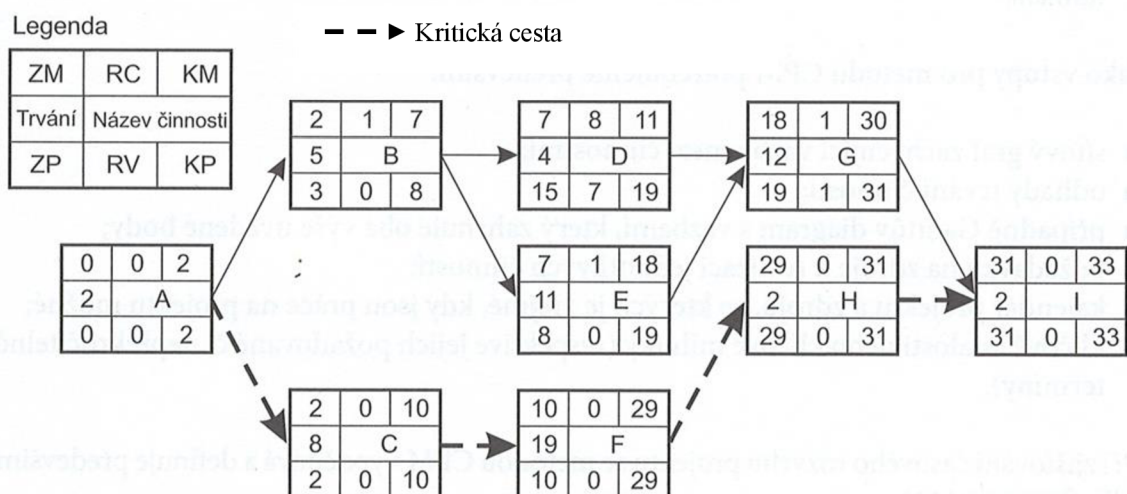 Legenda
Kritická cesta
ZM RC KM
Trvání Název činnosti
ZP RV KP
2 1 7
5 B
3 0 8
7 8 11
4 D
15 7 19
18 1 30
12 G
19 1 31
0 0 2
2 A
0 0 2
7 1 18
11 E
8 0 19
29 0 31
2 H
29 0 31
31 0 33
2 I
31 0 33
2 0 10
8 C
2 0 10
10 0 29
19 F
10 0 29